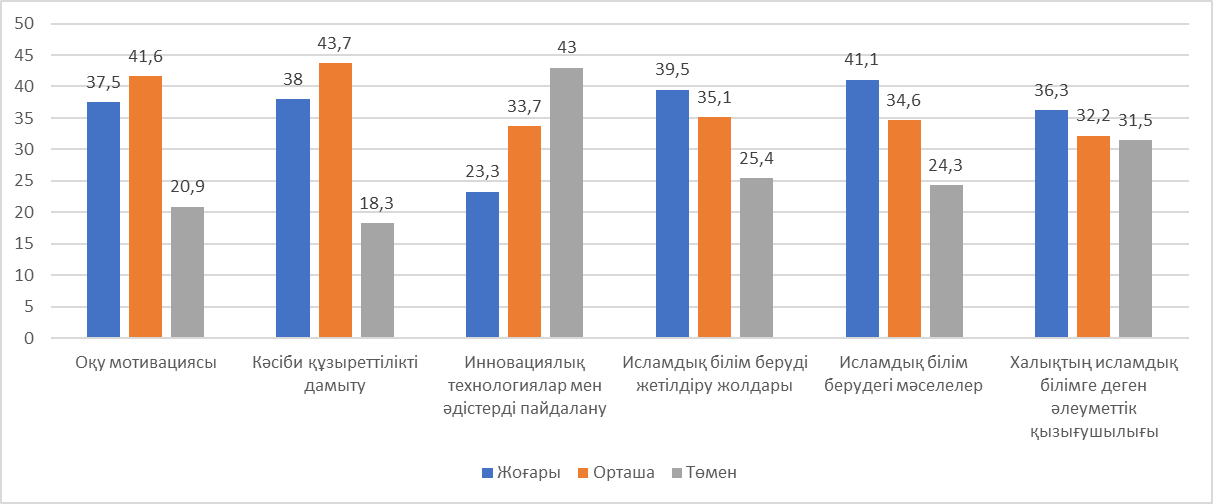 50
45
40
35
30
25
20
15
10
5
0
37,5
41,6
20,9
38
43,7
18,3
23,3
33,7
43
39,5
35,1
25,4
41,1
34,6
24,3
36,3
32,2
31,5
Оқу мотивациясы
Кәсіби құзыреттілікті
дамыту
Инновациялық
технологиялар мен
әдістерді пайдалану
Исламдық білім беруді
жетілдіру жолдары
Исламдық білім
берудегі мәселелер
Халықтың исламдық
білімге деген
әлеуметтік
қызығушылығы
Жоғары
Орташа
Төмен